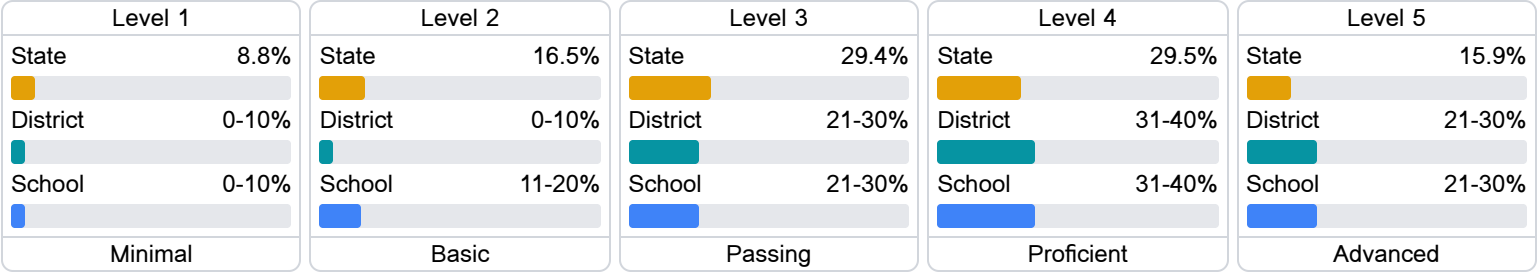 Level 1
State 8.8%
District 0-10%
School 0-10%
Minimal
Level 2
State 16.5%
District 0-10%
School 11-20%
Basic
Level 3
State 29.4%
District 21-30%
School 21-30%
Passing
Level 4
State 29.5%
District 31-40%
School 31-40%
Proficient
Level 5
State 15.9%
District 21-30%
School 21-30%
Advanced